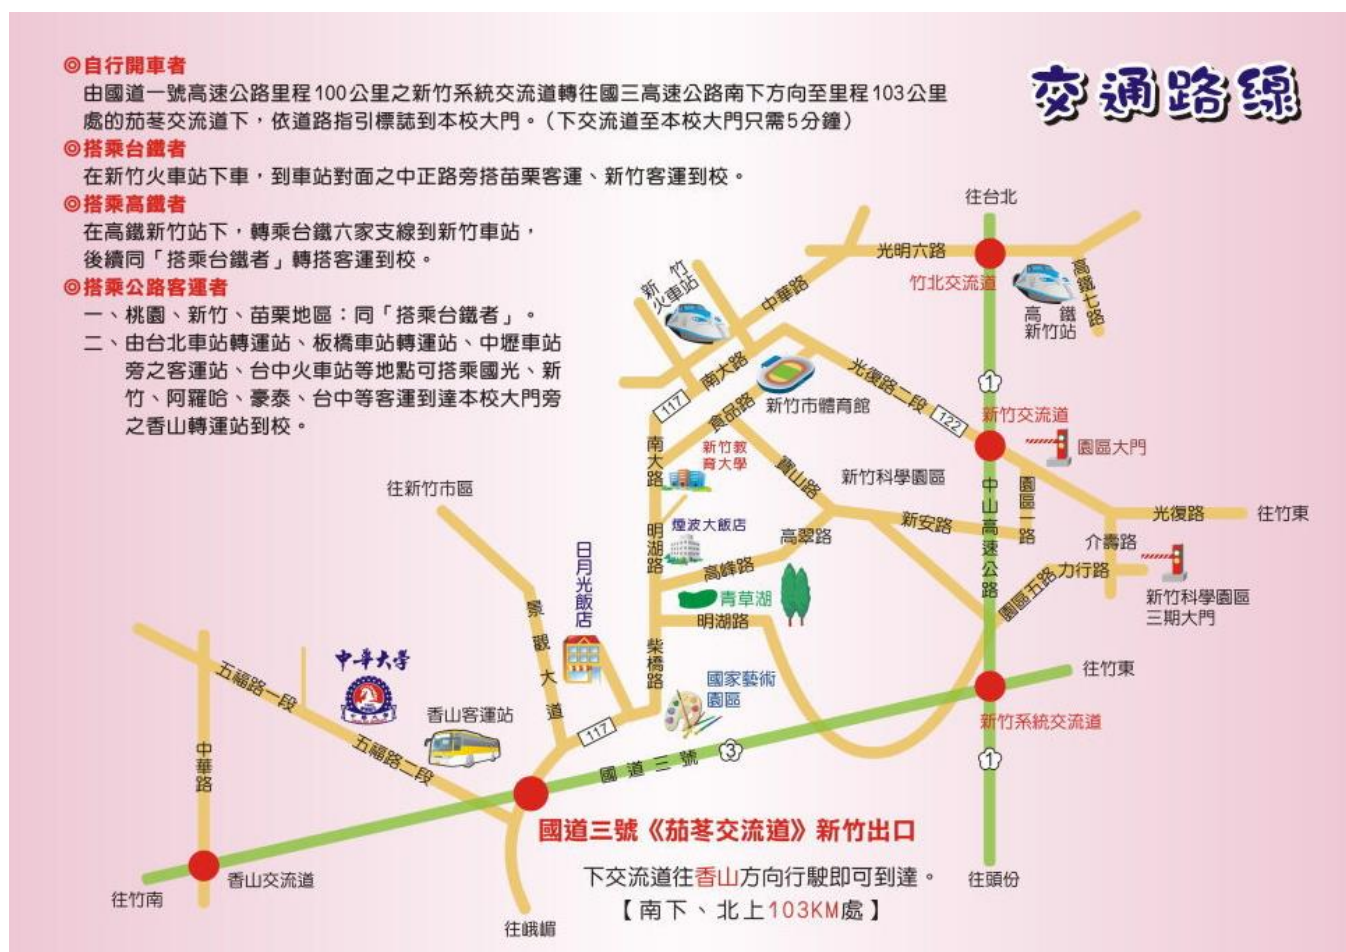 交通路線
◎自行開車者
由國道一號高速公路里程100公里之新竹系統交流道轉往國三高速公路南下方向至里程103公里
處的茄苳交流道下，依道路指引標誌到本校大門。（下交流道至本校大門只需5分鐘）
◎搭乘台鐵者
在新竹火車站下車，到車站對面之中正路旁搭苗栗客運、新竹客運到校。
◎搭乘高鐵者
在高鐵新竹站下，轉乘台鐵六家支線到新竹車站，
後續同「搭乘台鐵者」轉搭客運到校。
◎搭乘公路客運者
一、桃園、新竹、苗栗地區：同「搭乘台鐵者」。
二、由台北車站轉運站、板橋車站轉運站、中壢車站
旁之客運站、台中火車站等地點可搭乘國光、新
竹、阿羅哈、豪泰、台中等客運到達本校大門旁
之香山轉運站到校。
往台北
光明六路
竹北交流道
高鐵七路
高鐵
新竹站
新竹
火車站
中華路
南大路
117
食品路
新竹市體育館
光復路二段
122
1
新竹交流道
園區大門
南大路
新竹教
育大學
寶山路
新竹科學園區
中山高速公路
園區一路
往新竹市區
煙波大飯店
明湖路
高翠路
新安路
光復路
往竹東
介壽路
日月光飯店
高峰路
青草湖
明湖路
園區五路
力行路
新竹科學園區
三期大門
景觀大道
柴橋路
國家藝術
園區
往竹東
新竹系統交流道
五福路一段
中華大學
香山客運站
117
五福路二段
國道三號
3
1
中華路
國道三號《茄苳交流道》新竹出口
下交流道往香山方向行駛即可到達。
【南下、北上103KM處】
香山交流道
往竹南
往峨嵋
往頭份